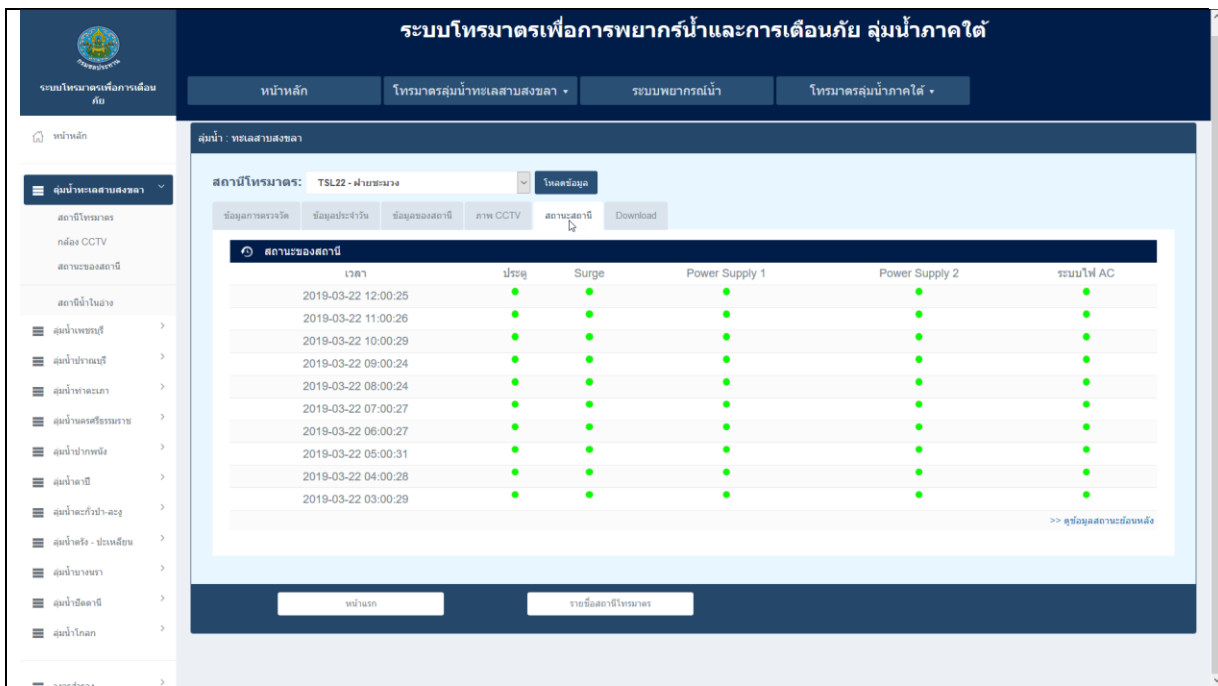 ระบบโทรมาตรเพื่อการพยากร์น้ำและการเตือนภัย ลุ่มน้ำภาคใต้
กรมชลประทาน
ระบบโทรมาตรเพื่อการเตือน
ภัย
หน้าหลัก
โทรมาตรลุ่มน้ำทะเลสาบสงขลา
ระบบพยากรณ์น้ำ
โทรมาตรลุ่มน้ำภาคใต้
หน้าหลัก
ลุ่มน้ำทะเลสาบสงขลา
สถานีโทรมาตร
กล้อง CCTV
สถานะของสถานี
สถานีน้ำในอ่าง
ลุ่มน้ำเพชรบุรี
ลุ่มน้ำปราณบุรี
ลุ่มน้ำท่าตะเภา
ลุ่มน้ำนครศรีธรรมราช
ลุ่มน้ำปากพนัง
ลุ่มน้ำตาปี
ลุ่มน้ำตะกั่วป่า-ละงู
ลุ่มน้ำตรัง - ปะเหลียน
ลุ่มน้ำบางนรา
ลุ่มน้ำปัตตานี
ลุ่มน้ำโกลก
ลุ่มน้ำ : ทะเลสาบสงขลา
สถานีโทรมาตร: TSL22 - ฝายชะมวง โหลดข้อมูล
ข้อมูลการตรวจวัด ข้อมูลประจำวัน ข้อมูลของสถานี ภาพ CCTV สถานะสถานี Download
สถานะของสถานี
เวลา ประตู Surge Power Supply 1 Power Supply 2 ระบบไฟ AC
2019-03-22 12:00:25
2019-03-22 11:00:26
2019-03-22 10:00:29
2019-03-22 09:00:24
2019-03-22 08:00:24
2019-03-22 07:00:27
2019-03-22 06:00:27
2019-03-22 05:00:31
2019-03-22 04:00:28
2019-03-22 03:00:29
>> ดูข้อมูลสถานะย้อนหลัง
หน้าแรก
รายชื่อสถานีโทรมาตร